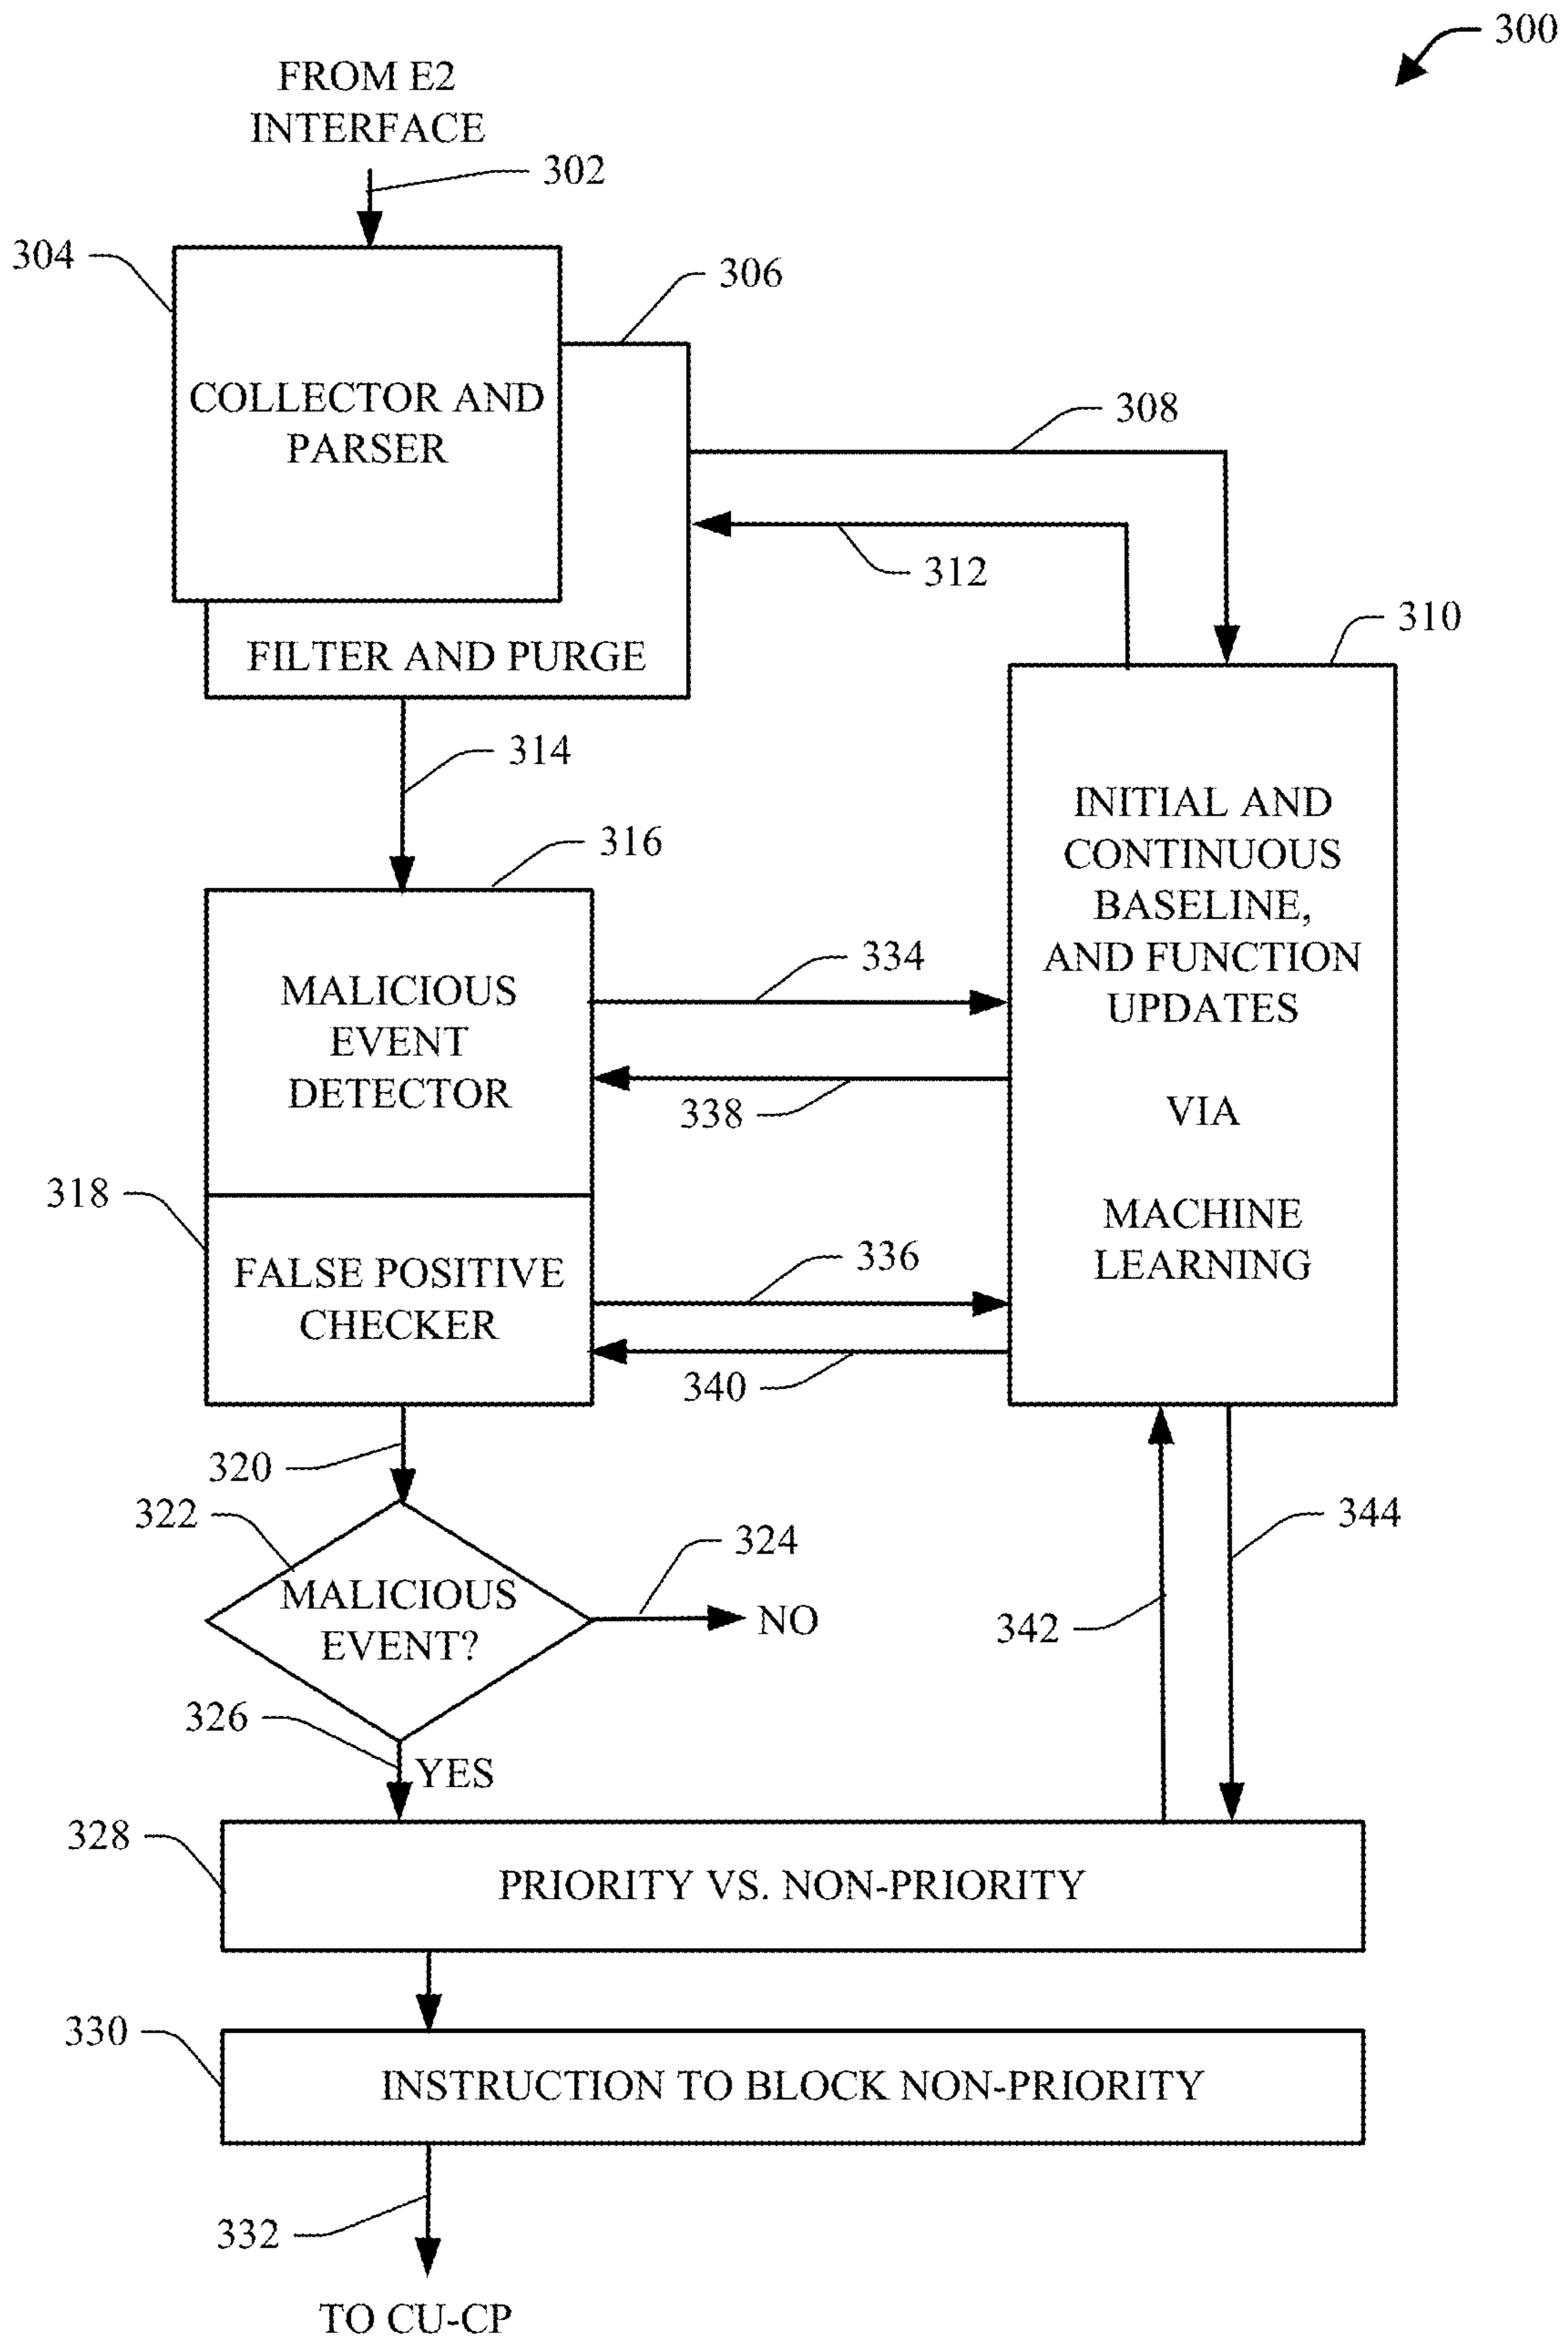 300
FROM E2
INTERFACE
302
304
306
COLLECTOR AND
PARSER
308
312
FILTER AND PURGE
310
314
316
INITIAL AND
CONTINUOUS
BASELINE,
AND FUNCTION
UPDATES
VIA
MACHINE
LEARNING
334
MALICIOUS
EVENT
DETECTOR
338
318
336
FALSE POSITIVE
CHECKER
340
320
322
324
344
MALICIOUS
EVENT?
NO
342
326
YES
328
PRIORITY VS. NON-PRIORITY
330
INSTRUCTION TO BLOCK NON-PRIORITY
332
TO CU-CP